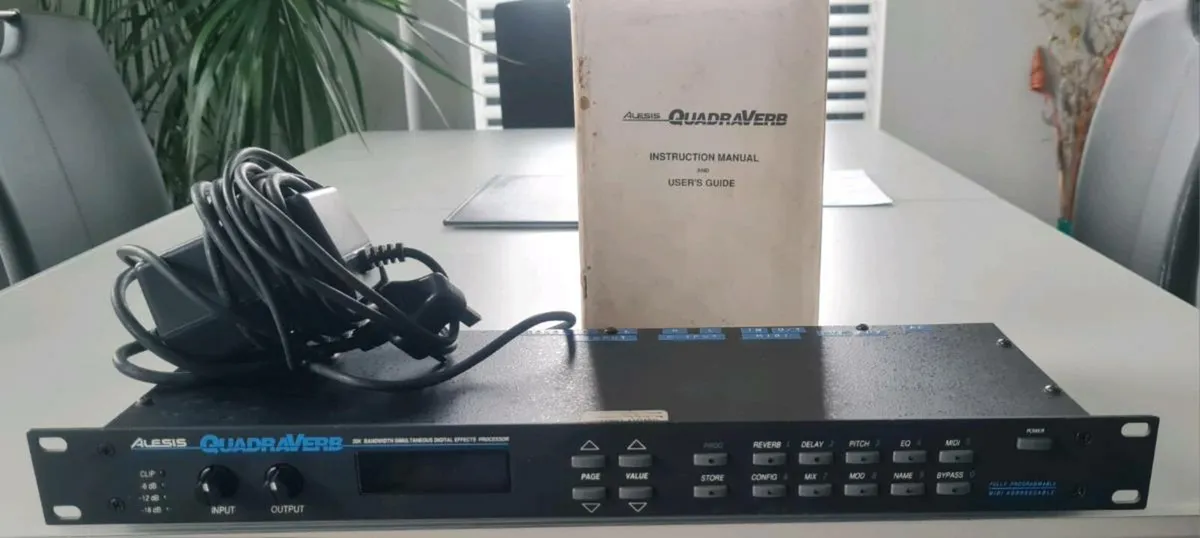 ALESIS QUADRAVERB
INSTRUCTION MANUAL
AND
USER'S GUIDE
MIDI
ALESIS QUADRAVERB 20K BANDWIDTH SIMULTANEOUS DIGITAL EFFECTS PROCESSOR
CLIP
-6 dB
-12 dB
-18 dB
INPUT
OUTPUT
PAGE
VALUE
PROG
REVERB 1
DELAY 2
PITCH 3
EQ 4
MIDI 5
STORE
CONFIG 6
MIX 7
MOD 8
NAME 9
BYPASS 0
POWER
FULLY PROGRAMMABLE
MIDI ADDRESSABLE